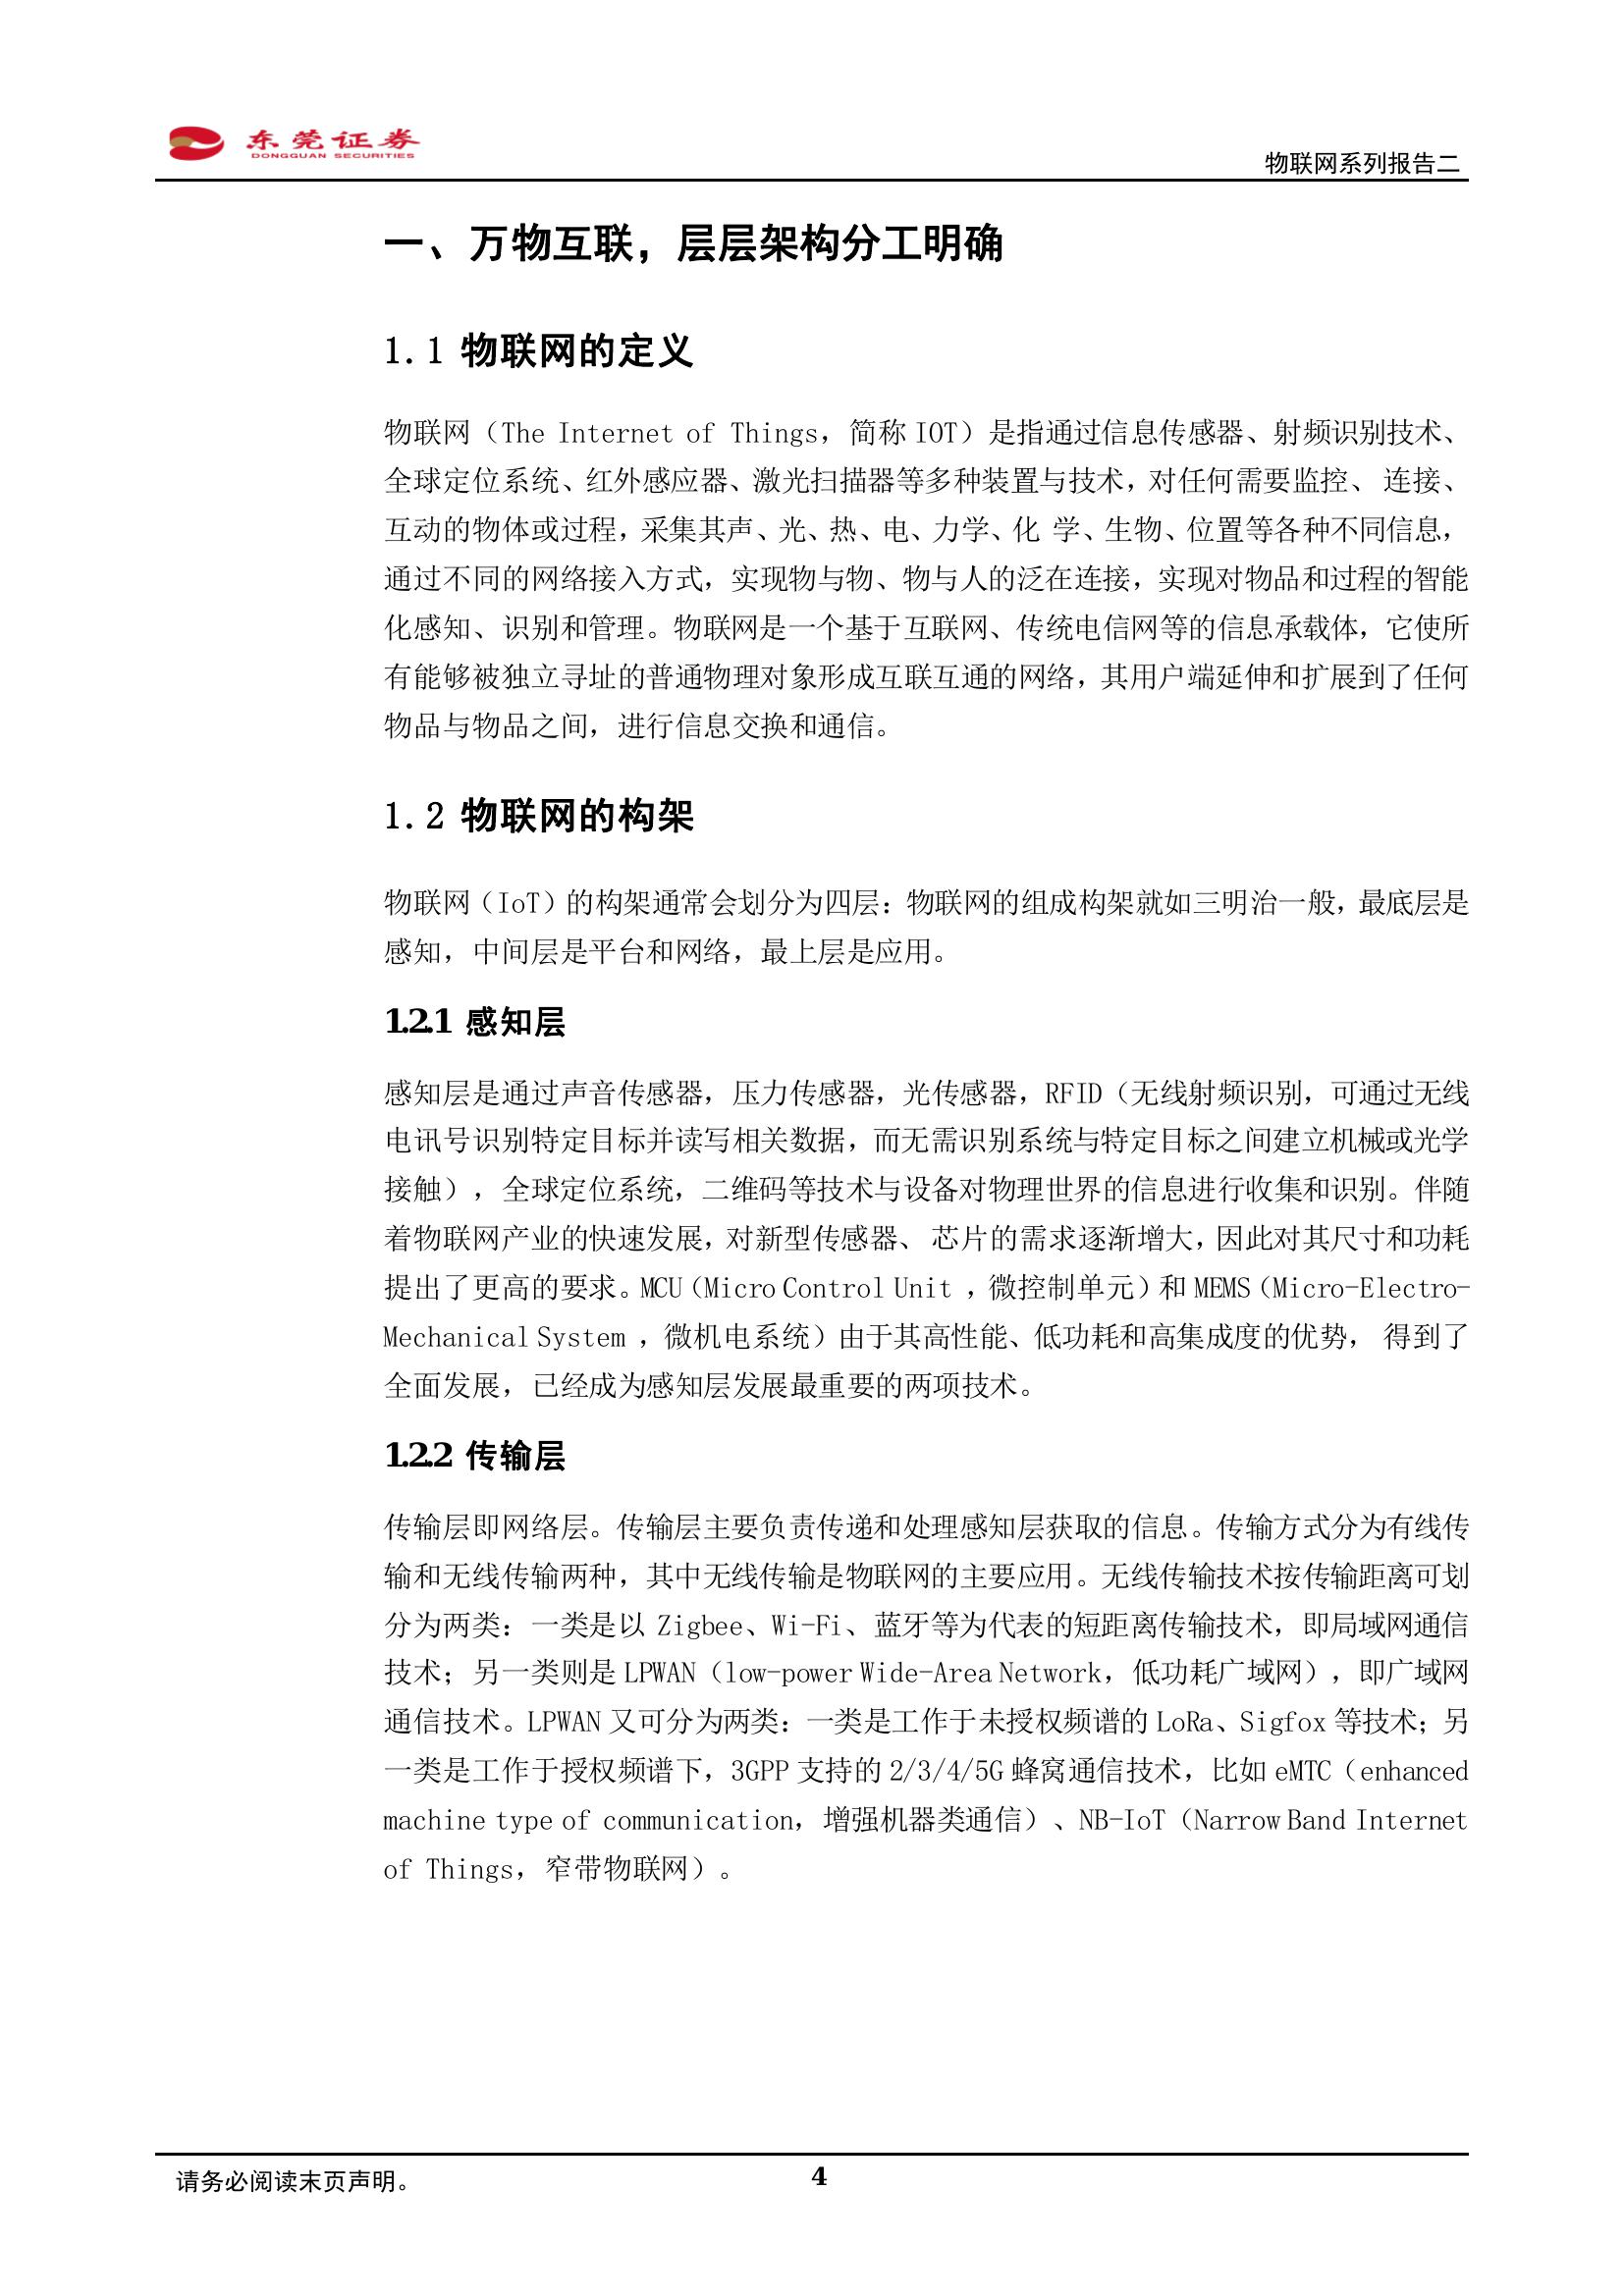 东莞证券
DONGGUAN SECURITIES
物联网系列报告二
一、万物互联，层层架构分工明确
1.1 物联网的定义
物联网（The Internet of Things，简称 IOT）是指通过信息传感器、射频识别技术、
全球定位系统、红外感应器、激光扫描器等多种装置与技术，对任何需要监控、 连接、
互动的物体或过程，采集其声、光、热、电、力学、化 学、生物、位置等各种不同信息，
通过不同的网络接入方式，实现物与物、物与人的泛在连接，实现对物品和过程的智能
化感知、识别和管理。物联网是一个基于互联网、传统电信网等的信息承载体，它使所
有能够被独立寻址的普通物理对象形成互联互通的网络，其用户端延伸和扩展到了任何
物品与物品之间，进行信息交换和通信。
1.2 物联网的构架
物联网（IoT）的构架通常会划分为四层：物联网的组成构架就如三明治一般，最底层是
感知，中间层是平台和网络，最上层是应用。
1.2.1 感知层
感知层是通过声音传感器，压力传感器，光传感器，RFID（无线射频识别，可通过无线
电讯号识别特定目标并读写相关数据，而无需识别系统与特定目标之间建立机械或光学
接触），全球定位系统，二维码等技术与设备对物理世界的信息进行收集和识别。伴随
着物联网产业的快速发展，对新型传感器、 芯片的需求逐渐增大，因此对其尺寸和功耗
提出了更高的要求。MCU（Micro Control Unit ，微控制单元）和 MEMS（Micro-Electro-
Mechanical System ，微机电系统）由于其高性能、低功耗和高集成度的优势， 得到了
全面发展，已经成为感知层发展最重要的两项技术。
1.2.2 传输层
传输层即网络层。传输层主要负责传递和处理感知层获取的信息。传输方式分为有线传
输和无线传输两种，其中无线传输是物联网的主要应用。无线传输技术按传输距离可划
分为两类：一类是以 Zigbee、Wi-Fi、蓝牙等为代表的短距离传输技术，即局域网通信
技术；另一类则是 LPWAN（low-power Wide-Area Network，低功耗广域网），即广域网
通信技术。LPWAN 又可分为两类：一类是工作于未授权频谱的 LoRa、Sigfox 等技术；另
一类是工作于授权频谱下，3GPP 支持的 2/3/4/5G 蜂窝通信技术，比如 eMTC（enhanced
machine type of communication，增强机器类通信）、NB-IoT（Narrow Band Internet
of Things，窄带物联网）。
请务必阅读末页声明。
4